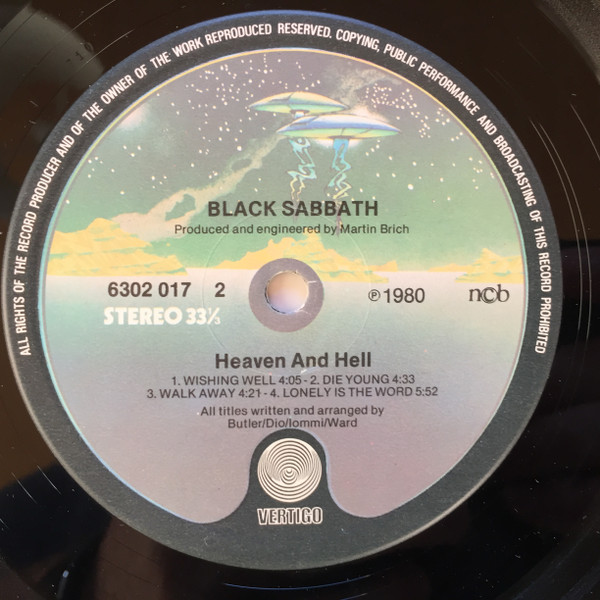 ALL RIGHTS OF THE RECORD PRODUCER AND OF THE OWNER OF THE WORK REPRODUCED RESERVED. COPYING, PUBLIC PERFORMANCE AND BROADCASTING OF THIS RECORD PROHIBITED
BLACK SABBATH
Produced and engineered by Martin Brich
6302 017 2
℗ 1980
ncb
STEREO 33⅓
Heaven And Hell
1. WISHING WELL 4:05 - 2. DIE YOUNG 4:33
3. WALK AWAY 4:21 - 4. LONELY IS THE WORD 5:52
All titles written and arranged by
Butler/Dio/Iommi/Ward
VERTIGO